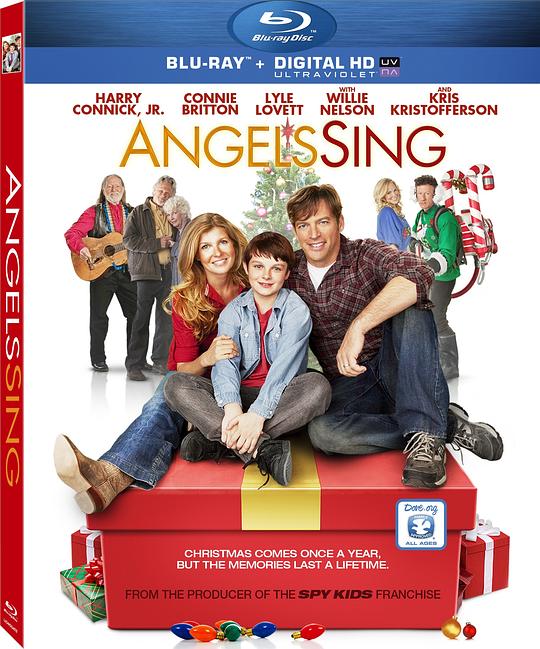 Blu-ray Disc™
BLU-RAY™ + DIGITAL HD UV
ULTRAVIOLET™
HARRY CONNICK, JR.
CONNIE BRITTON
LYLE LOVETT
WITH WILLIE NELSON
AND KRIS KRISTOFFERSON
ANGELS SING
ANGELS SING
Dove.org
ALL AGES
CHRISTMAS COMES ONCE A YEAR,
BUT THE MEMORIES LAST A LIFETIME.
FROM THE PRODUCER OF THE SPY KIDS FRANCHISE